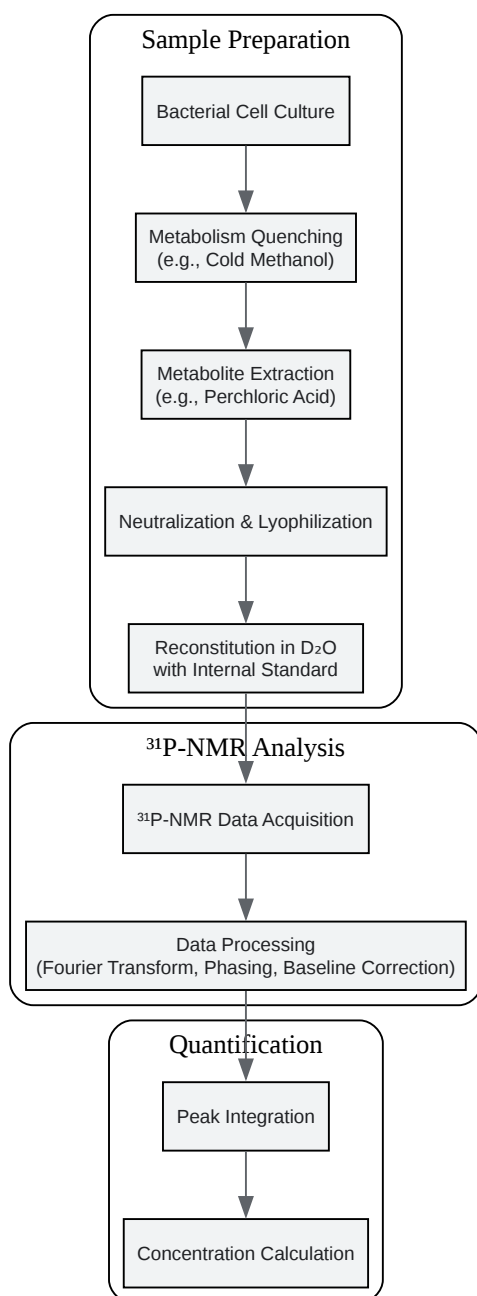 Sample Preparation
Bacterial Cell Culture
Metabolism Quenching
(e.g., Cold Methanol)
Metabolite Extraction
(e.g., Perchloric Acid)
Neutralization & Lyophilization
Reconstitution in D₂O
with Internal Standard
³¹P-NMR Analysis
³¹P-NMR Data Acquisition
Data Processing
(Fourier Transform, Phasing, Baseline Correction)
Quantification
Peak Integration
Concentration Calculation